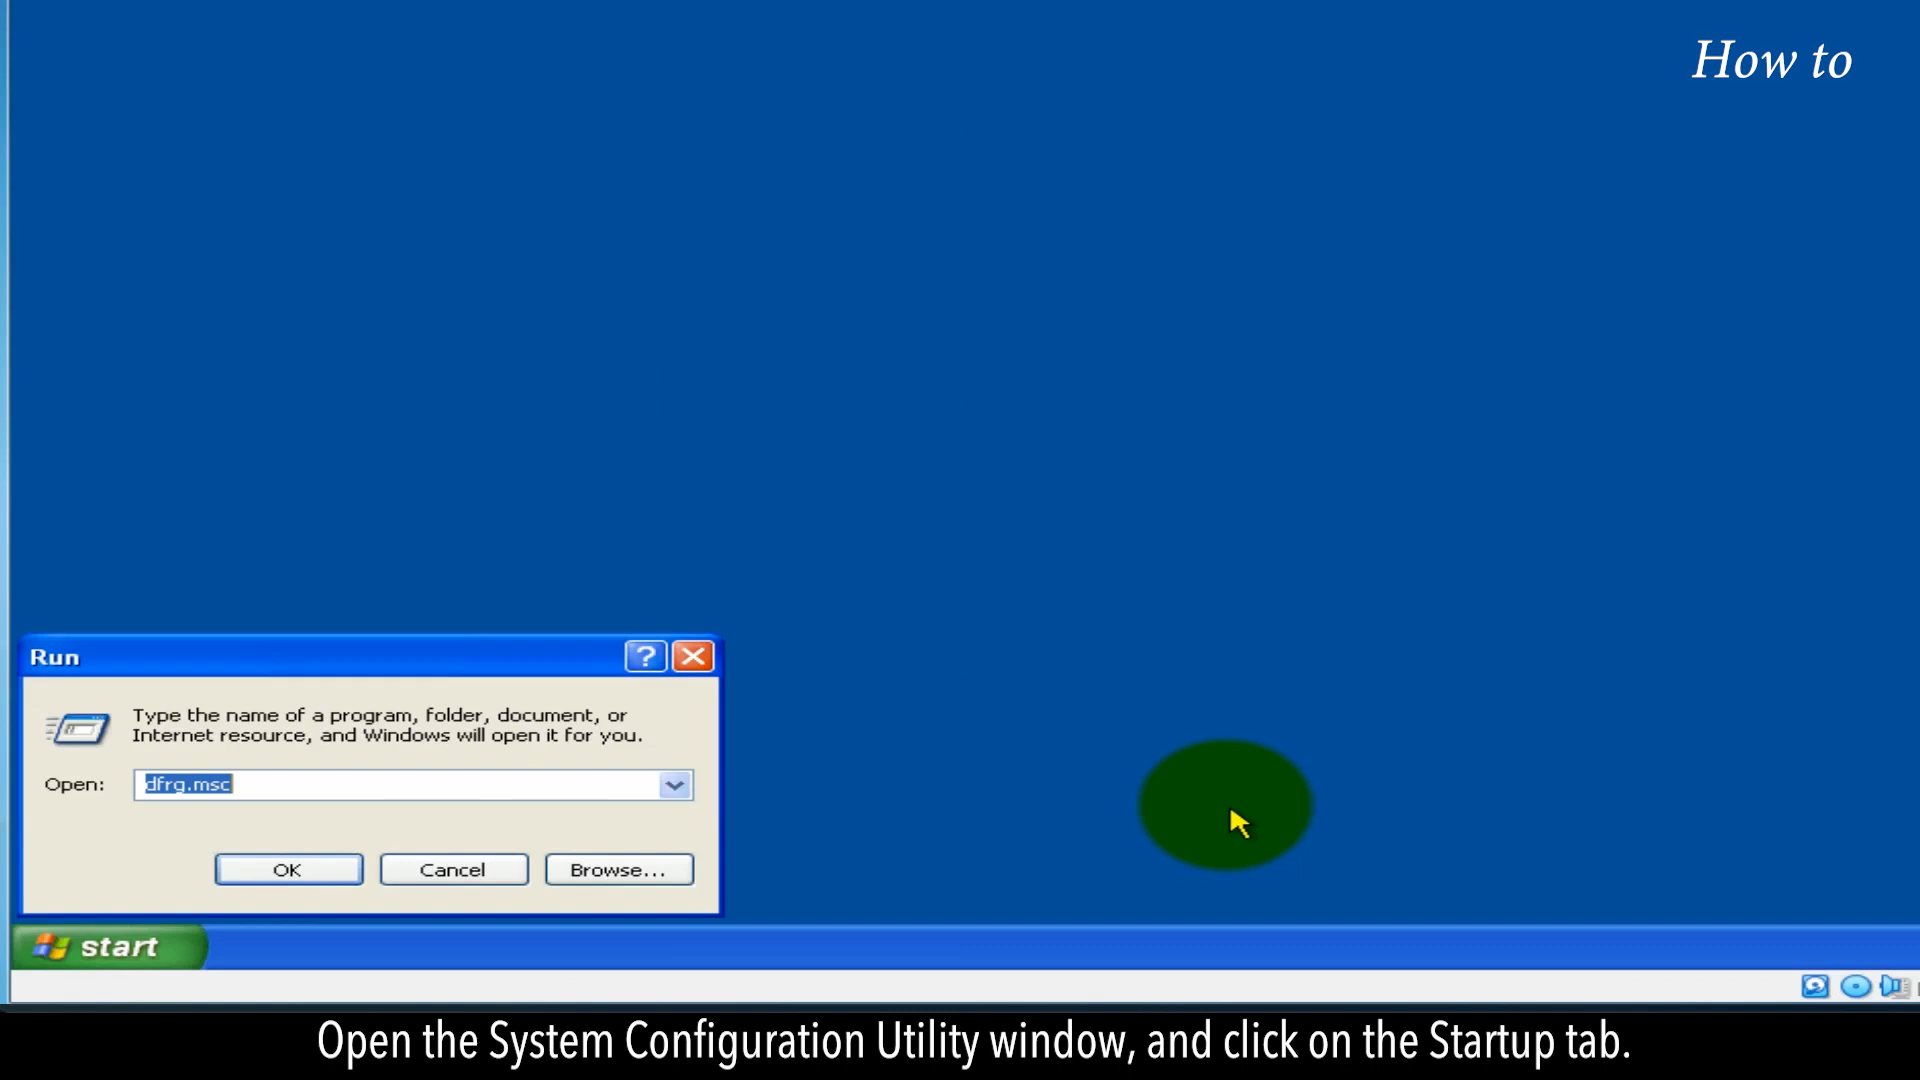 How to
Run
Type the name of a program, folder, document, or
Internet resource, and Windows will open it for you.
Open: dfrg.msc
OK Cancel Browse...
start
Open the System Configuration Utility window, and click on the Startup tab.